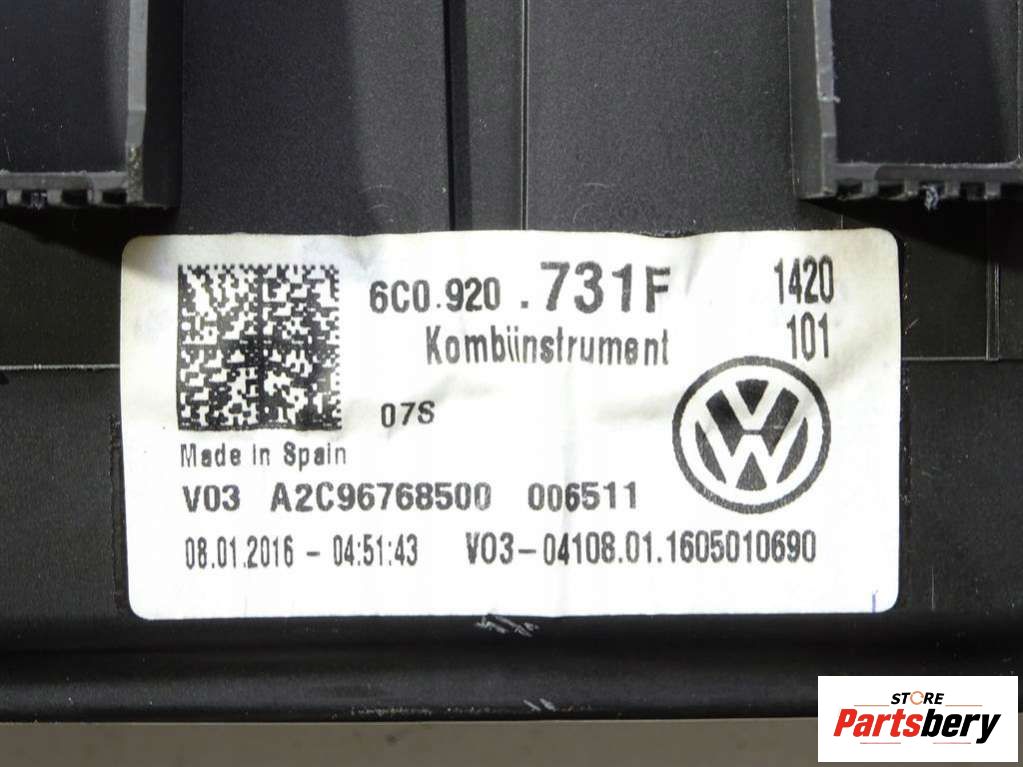 6C0.920 .731F 1420
Kombiinstrument 101
07S
Made in Spain
V03 A2C96768500 006511
08.01.2016 - 04:51:43 V03-04108.01.1605010690
STORE
Partsbery